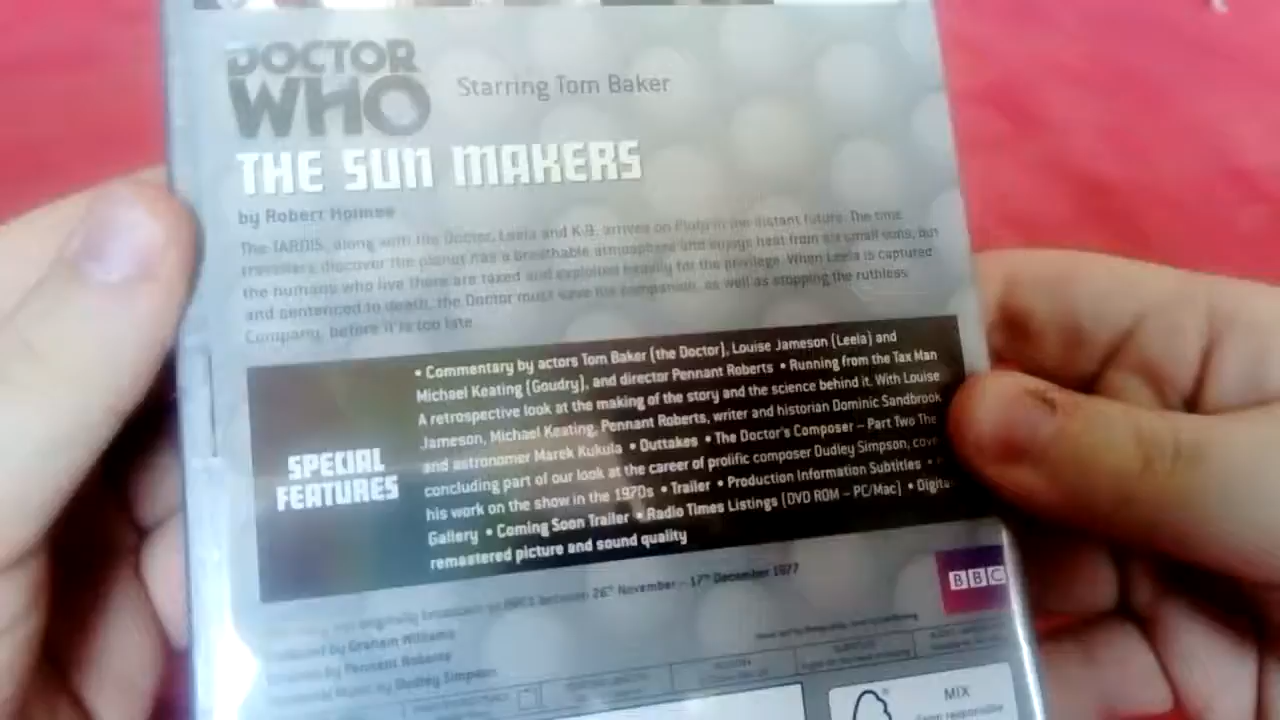 DOCTOR
WHO
Starring Tom Baker
THE SUN MAKERS
by Robert Holmes
The TARDIS, along with the Doctor, Leela and K-9, arrives on Pluto in the distant future. The time
travellers discover the planet has a breathable atmosphere and enjoys heat from six small suns, but
the humans who live there are taxed and exploited heavily for the privilege. When Leela is captured
and sentenced to death, the Doctor must save his companion, as well as stopping the ruthless
Company, before it is too late.
SPECIAL
FEATURES
• Commentary by actors Tom Baker (the Doctor), Louise Jameson (Leela) and
Michael Keating (Goudry), and director Pennant Roberts • Running from the Tax Man
A retrospective look at the making of the story and the science behind it. With Louise
Jameson, Michael Keating, Pennant Roberts, writer and historian Dominic Sandbrook
and astronomer Marek Kukula • Outtakes • The Doctor's Composer – Part Two The
concluding part of our look at the career of prolific composer Dudley Simpson, cov
his work on the show in the 1970s • Trailer • Production Information Subtitles •
Gallery • Coming Soon Trailer • Radio Times Listings (DVD ROM – PC/Mac) • Digita
remastered picture and sound quality
originally broadcast on BBC1 between 26th November – 17th December 1977
by Graham Williams
by Pennant Roberts
Music by Dudley Simpson
BBC
MIX